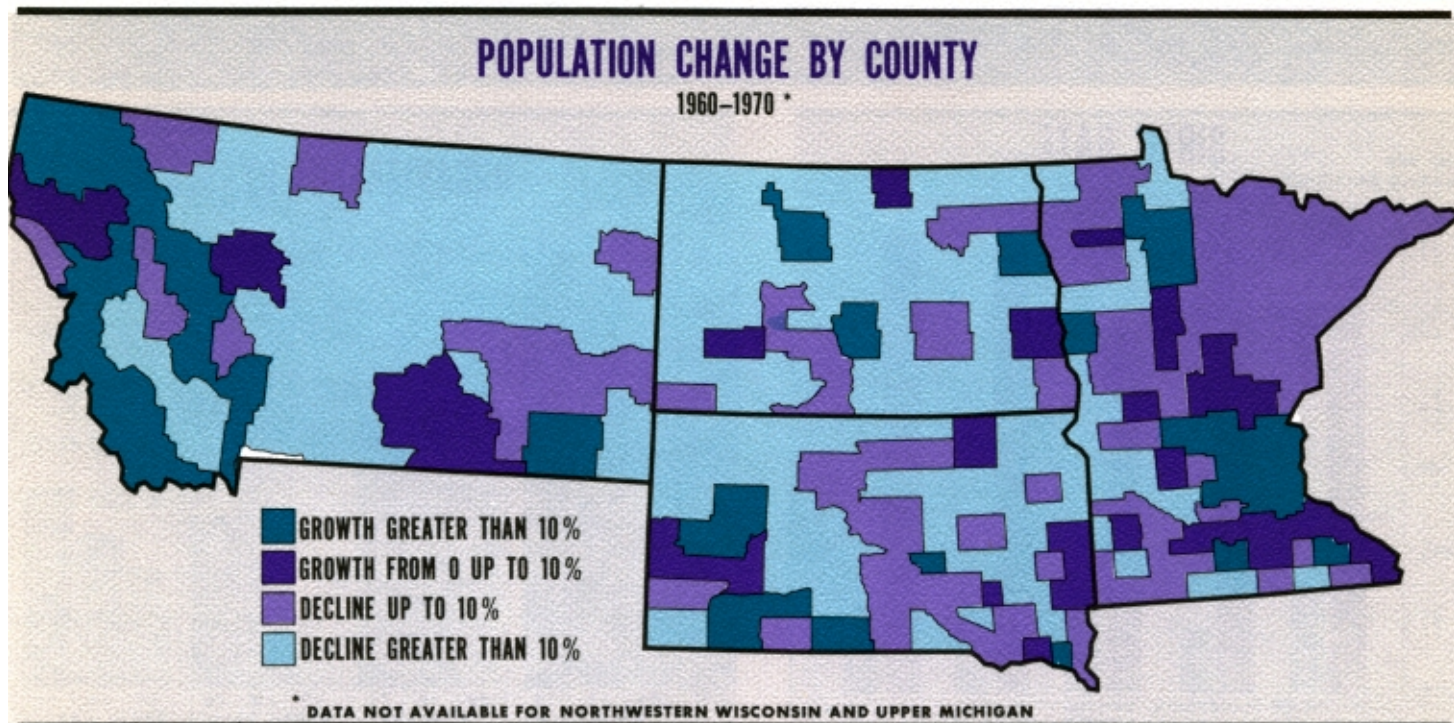 POPULATION CHANGE BY COUNTY
1960–1970 *
GROWTH GREATER THAN 10%
GROWTH FROM 0 UP TO 10%
DECLINE UP TO 10%
DECLINE GREATER THAN 10%
* DATA NOT AVAILABLE FOR NORTHWESTERN WISCONSIN AND UPPER MICHIGAN